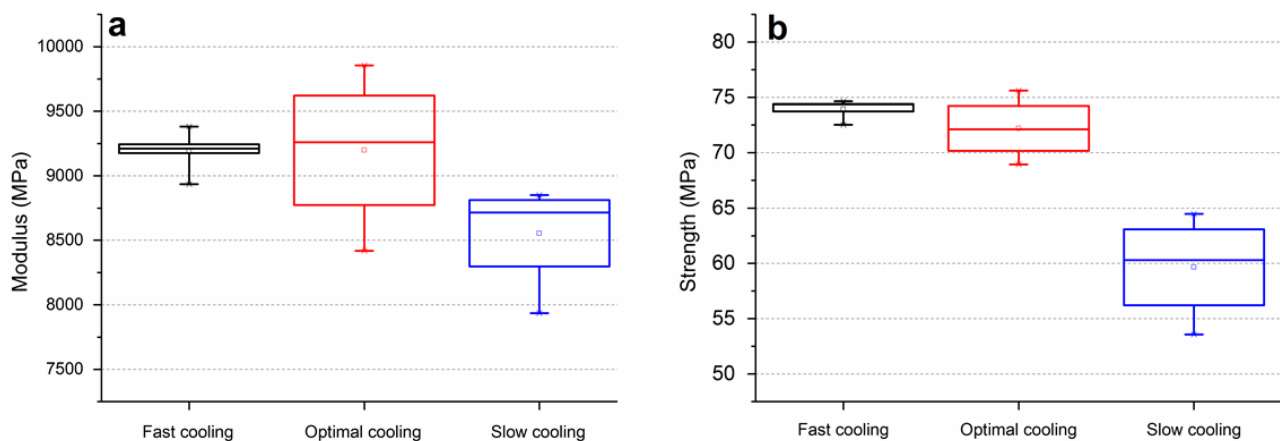 a
Modulus (MPa)
10000
9500
9000
8500
8000
7500
Fast cooling
Optimal cooling
Slow cooling
b
Strength (MPa)
80
75
70
65
60
55
50
Fast cooling
Optimal cooling
Slow cooling